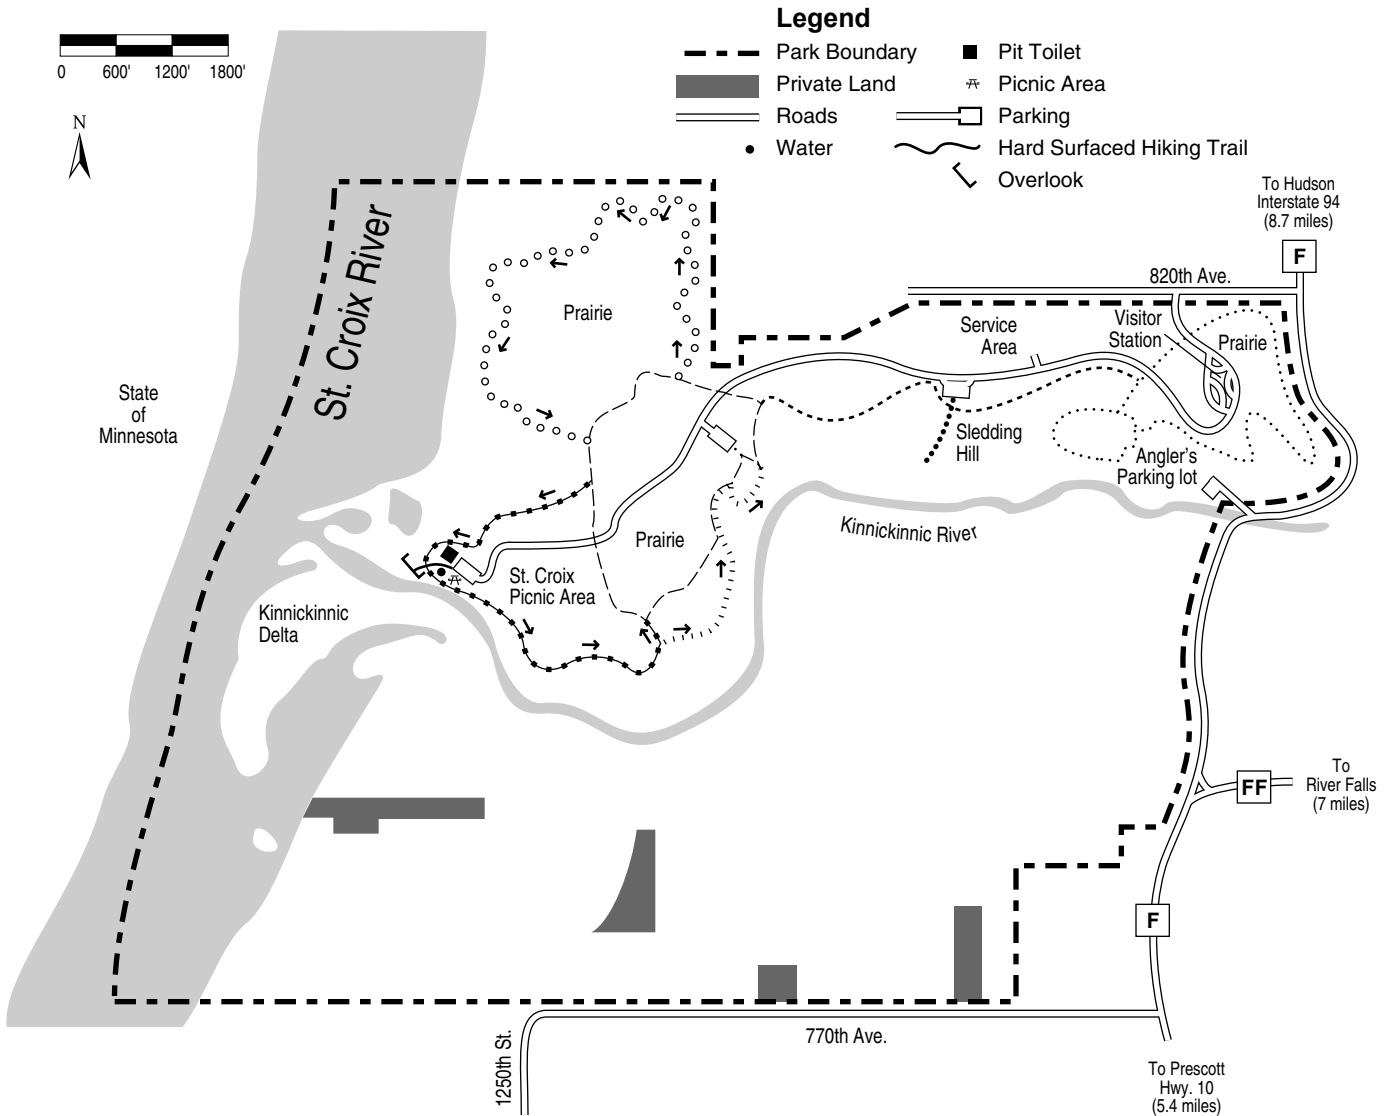 Legend
Park Boundary
Private Land
Roads
Water
Pit Toilet
Picnic Area
Parking
Hard Surfaced Hiking Trail
Overlook
0 600' 1200' 1800'
N
To Hudson
Interstate 94
(8.7 miles)
F
820th Ave.
St. Croix River
Prairie
Service
Area
Visitor
Station
Prairie
State
of
Minnesota
Sledding
Hill
Angler's
Parking lot
Kinnickinnic River
Prairie
St. Croix
Picnic Area
Kinnickinnic
Delta
FF
To
River Falls
(7 miles)
F
770th Ave.
1250th St.
To Prescott
Hwy. 10
(5.4 miles)